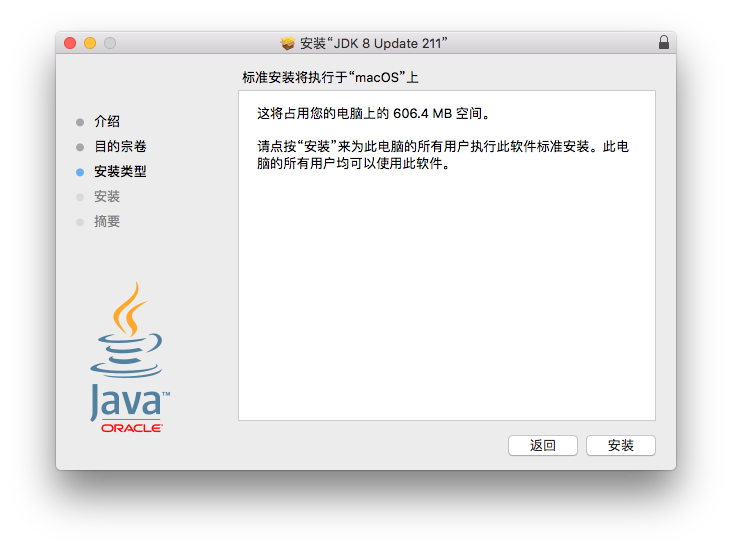 安装“JDK 8 Update 211”
标准安装将执行于“macOS”上
介绍
目的宗卷
安装类型
安装
摘要
这将占用您的电脑上的 606.4 MB 空间。
请点按“安装”来为此电脑的所有用户执行此软件标准安装。此电
脑的所有用户均可以使用此软件。
Java™
ORACLE
返回
安装